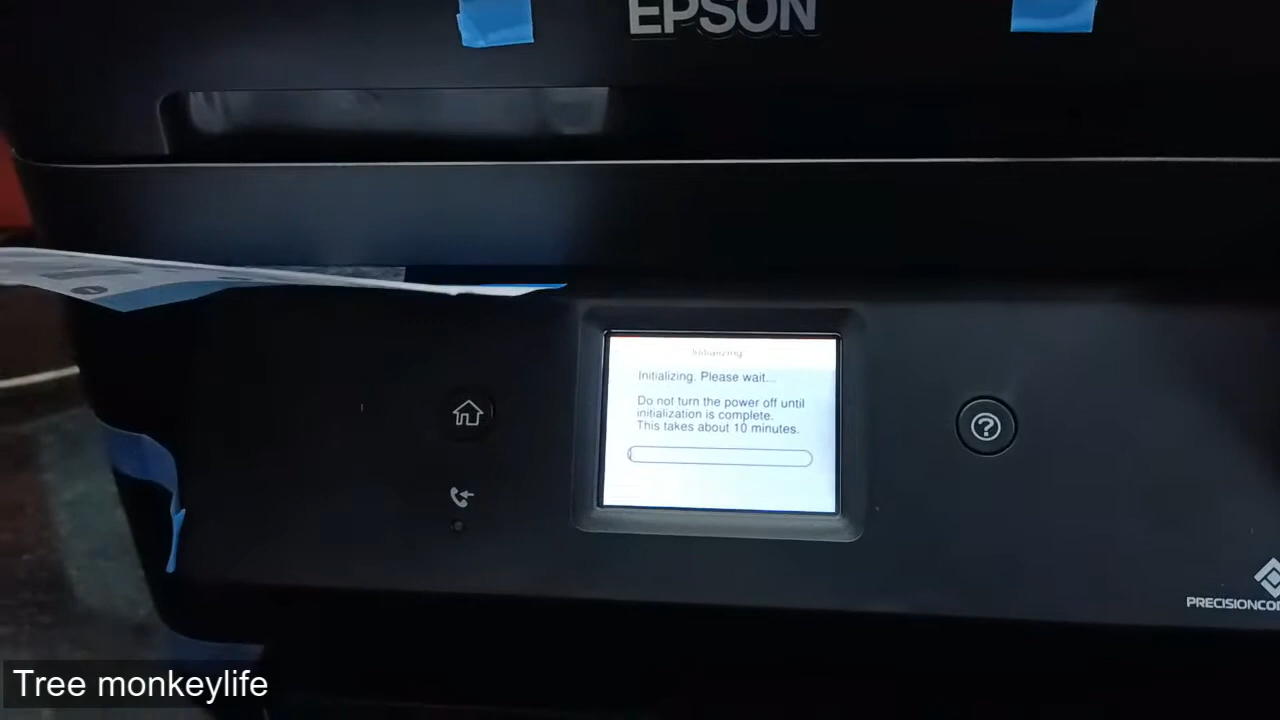 EPSON
Initializing
Initializing. Please wait...
Do not turn the power off until
initialization is complete.
This takes about 10 minutes.
PRECISIONCO
Tree monkeylife